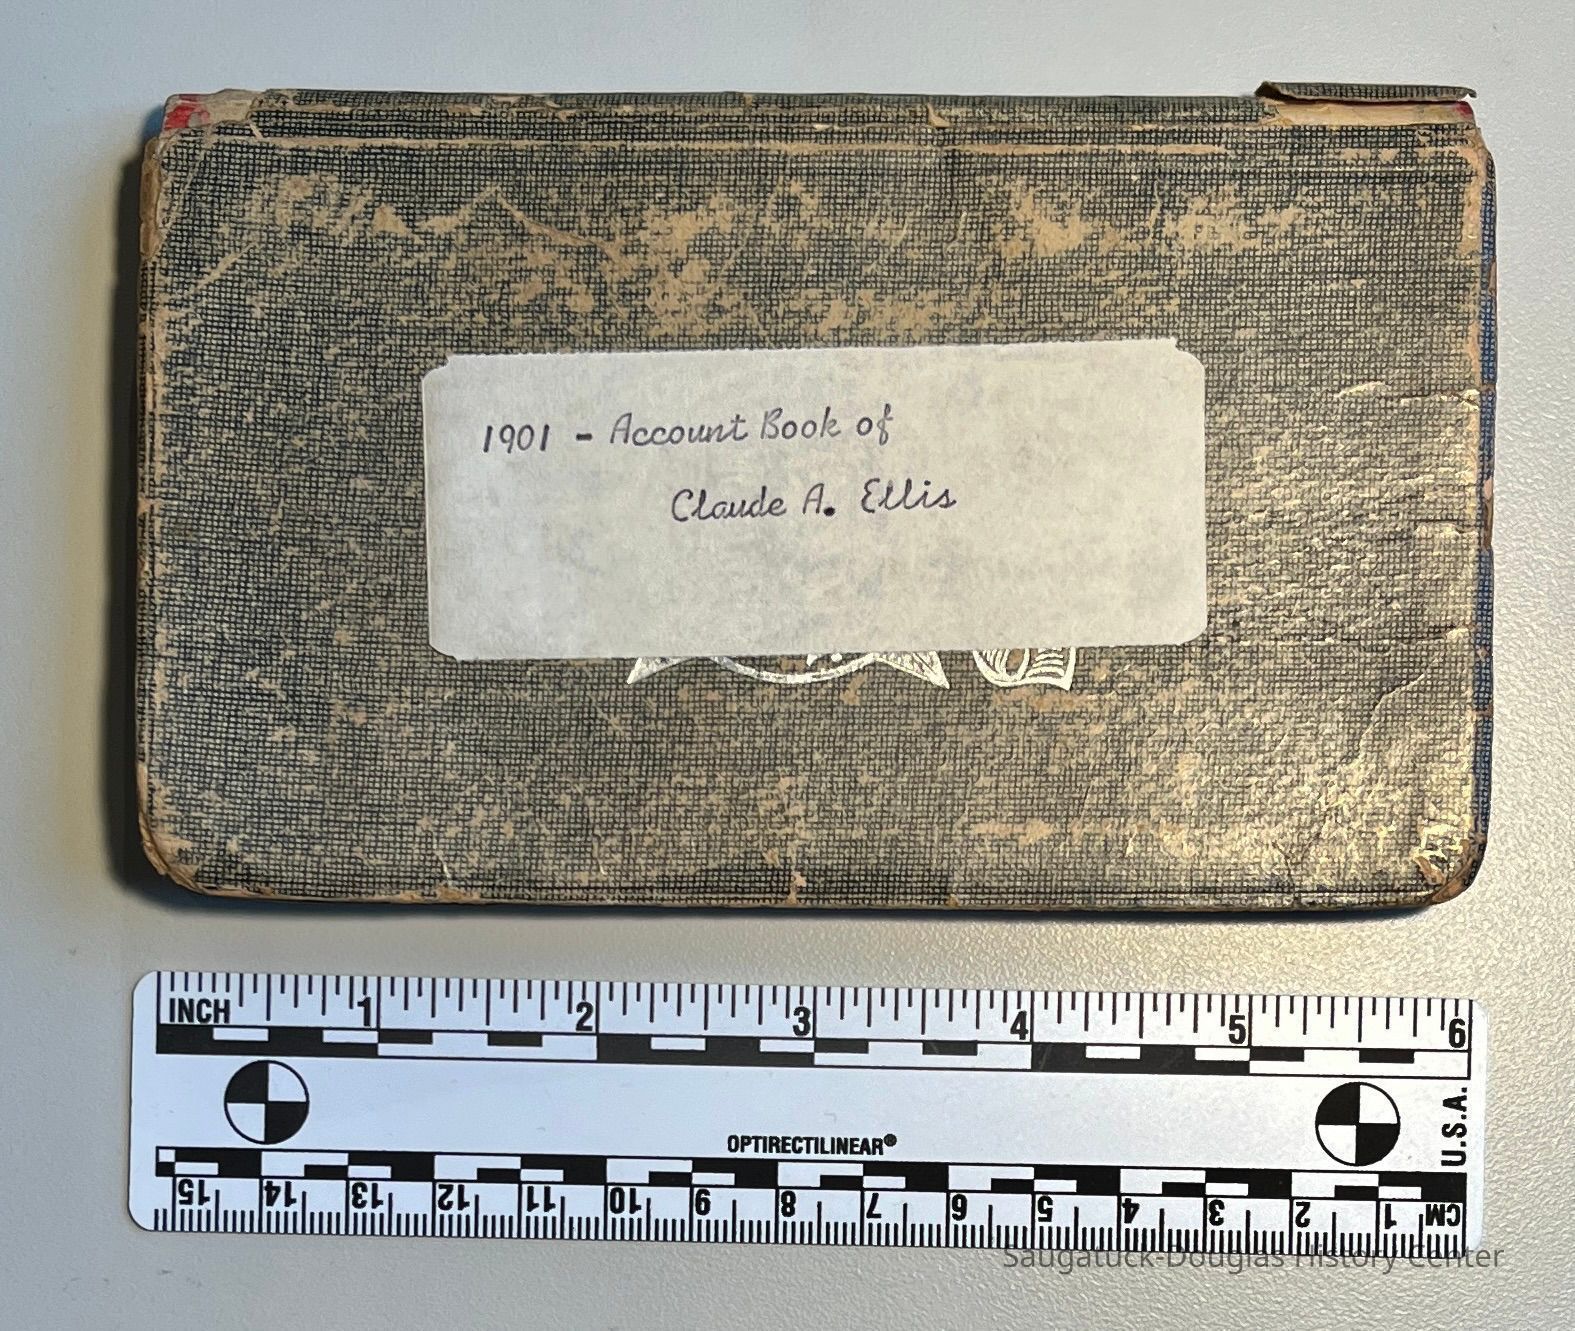 1901 - Account Book of
Claude A. Ellis
INCH 1 2 3 4 5 6
OPTIRECTILINEAR®
U.S.A.
15 14 13 12 11 10 9 8 7 6 5 4 3 2 1 CM
Saugatuck-Douglas History Center